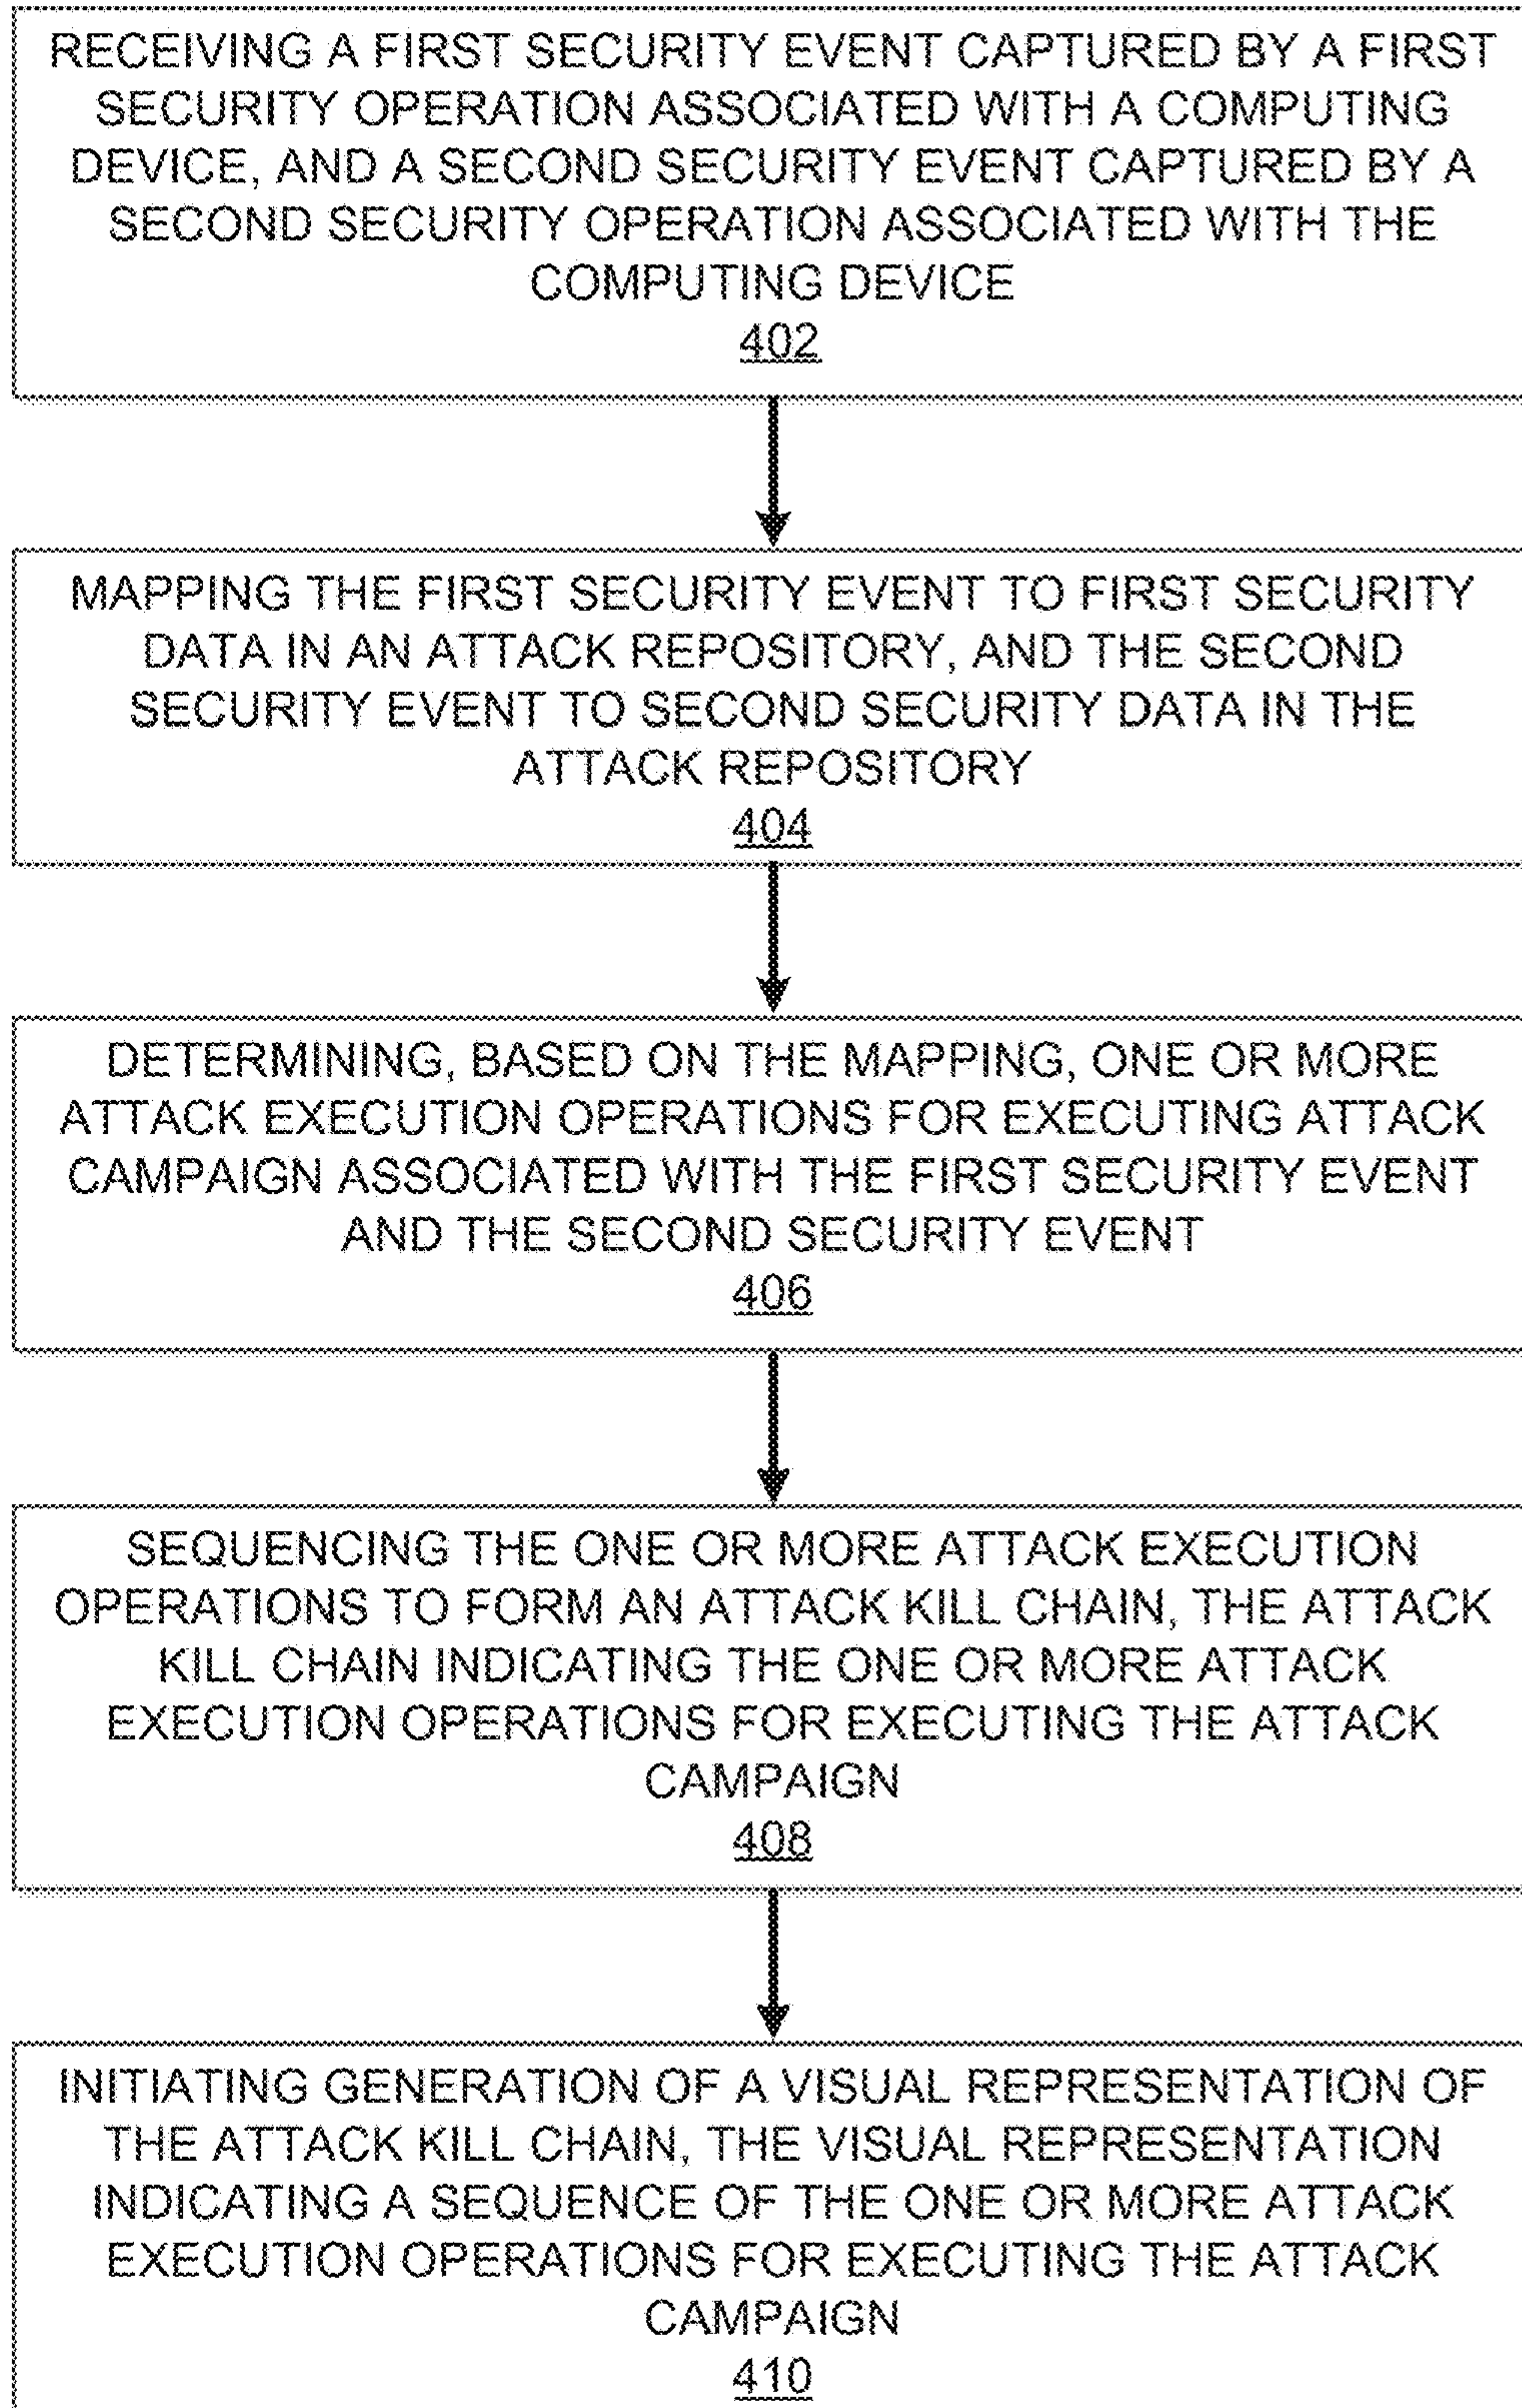 RECEIVING A FIRST SECURITY EVENT CAPTURED BY A FIRST
SECURITY OPERATION ASSOCIATED WITH A COMPUTING
DEVICE, AND A SECOND SECURITY EVENT CAPTURED BY A
SECOND SECURITY OPERATION ASSOCIATED WITH THE
COMPUTING DEVICE
402
MAPPING THE FIRST SECURITY EVENT TO FIRST SECURITY
DATA IN AN ATTACK REPOSITORY, AND THE SECOND
SECURITY EVENT TO SECOND SECURITY DATA IN THE
ATTACK REPOSITORY
404
DETERMINING, BASED ON THE MAPPING, ONE OR MORE
ATTACK EXECUTION OPERATIONS FOR EXECUTING ATTACK
CAMPAIGN ASSOCIATED WITH THE FIRST SECURITY EVENT
AND THE SECOND SECURITY EVENT
406
SEQUENCING THE ONE OR MORE ATTACK EXECUTION
OPERATIONS TO FORM AN ATTACK KILL CHAIN, THE ATTACK
KILL CHAIN INDICATING THE ONE OR MORE ATTACK
EXECUTION OPERATIONS FOR EXECUTING THE ATTACK
CAMPAIGN
408
INITIATING GENERATION OF A VISUAL REPRESENTATION OF
THE ATTACK KILL CHAIN, THE VISUAL REPRESENTATION
INDICATING A SEQUENCE OF THE ONE OR MORE ATTACK
EXECUTION OPERATIONS FOR EXECUTING THE ATTACK
CAMPAIGN
410